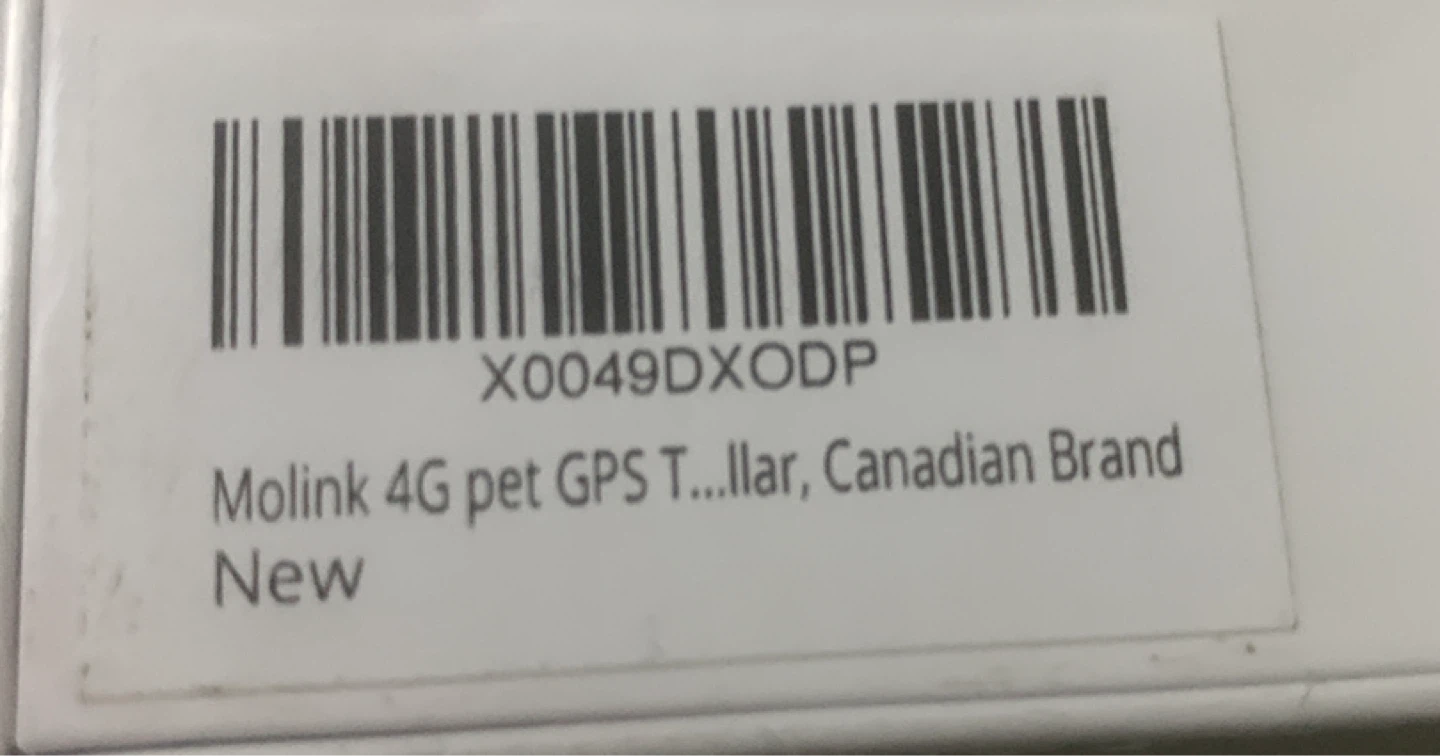 X0049DXODP
Molink 4G pet GPS T...llar, Canadian Brand
New